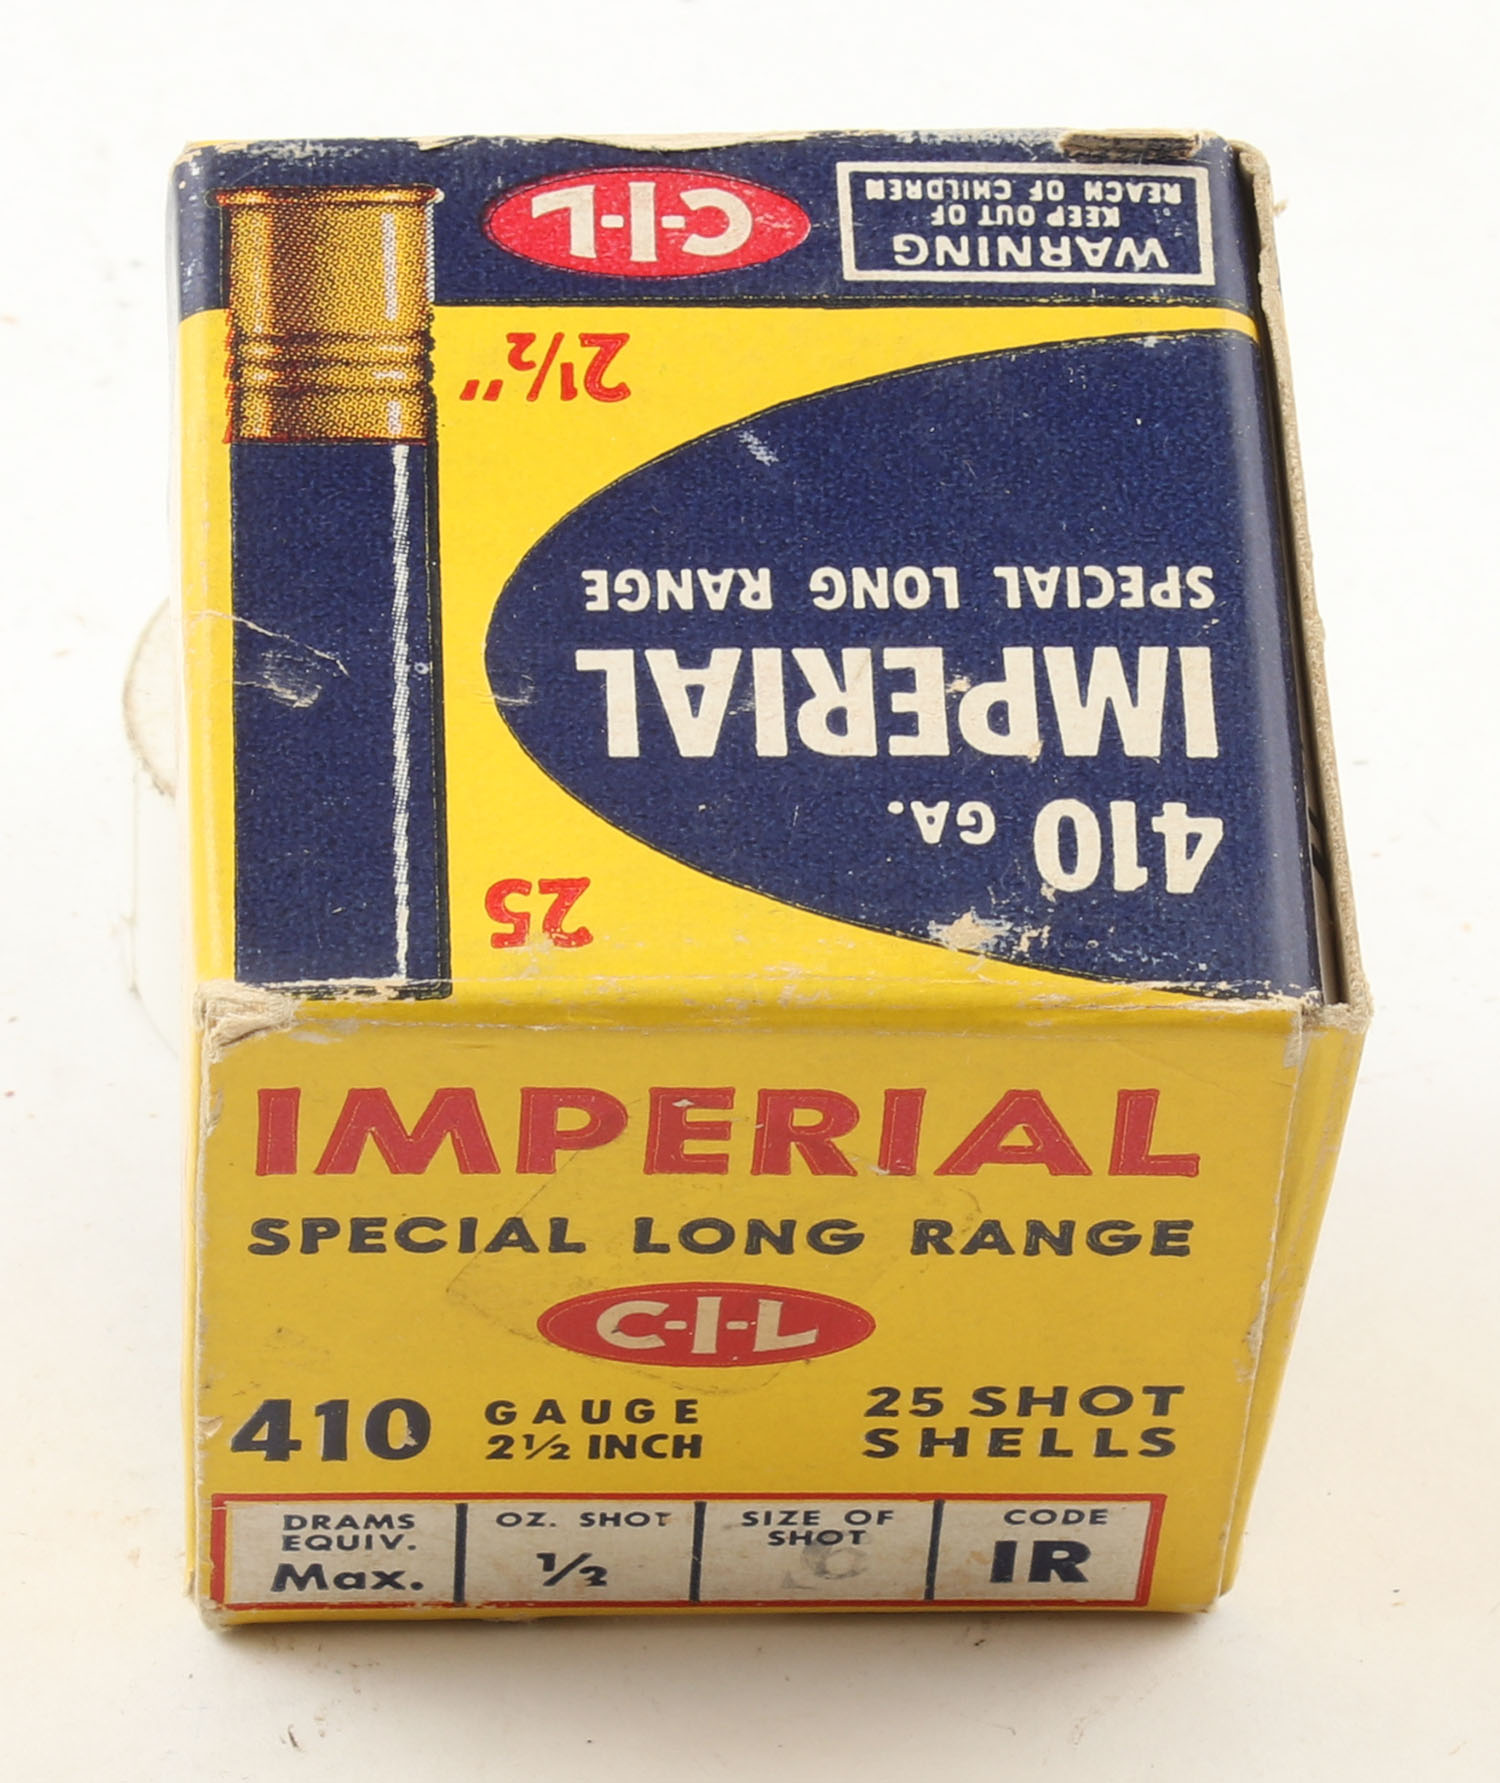 C-I-L
WARNING
KEEP OUT OF
REACH OF CHILDREN
2½"
410 GA.
IMPERIAL
SPECIAL LONG RANGE
25
IMPERIAL
SPECIAL LONG RANGE
C-I-L
410 GAUGE
2½ INCH
25 SHOT
SHELLS
DRAMS
EQUIV.
Max.
OZ. SHOT
½
SIZE OF
SHOT
6
CODE
IR